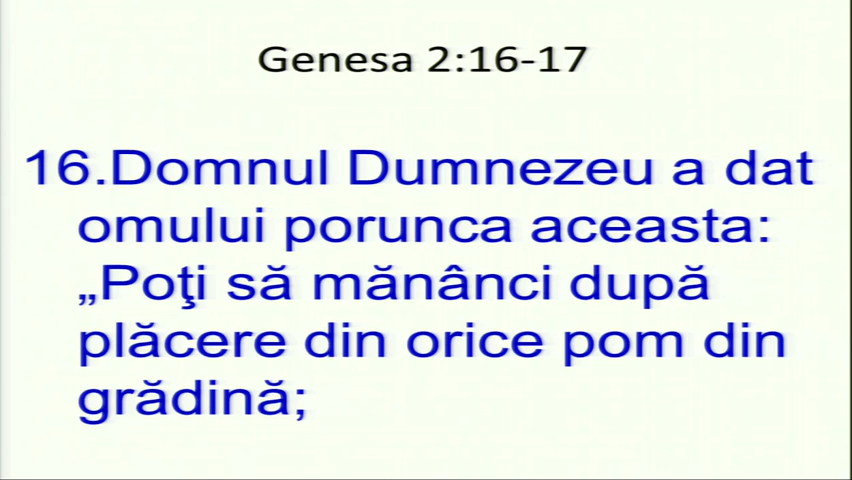 Genesa 2:16-17
16.Domnul Dumnezeu a dat
omului porunca aceasta:
„Poţi să mănânci după
plăcere din orice pom din
grădină;